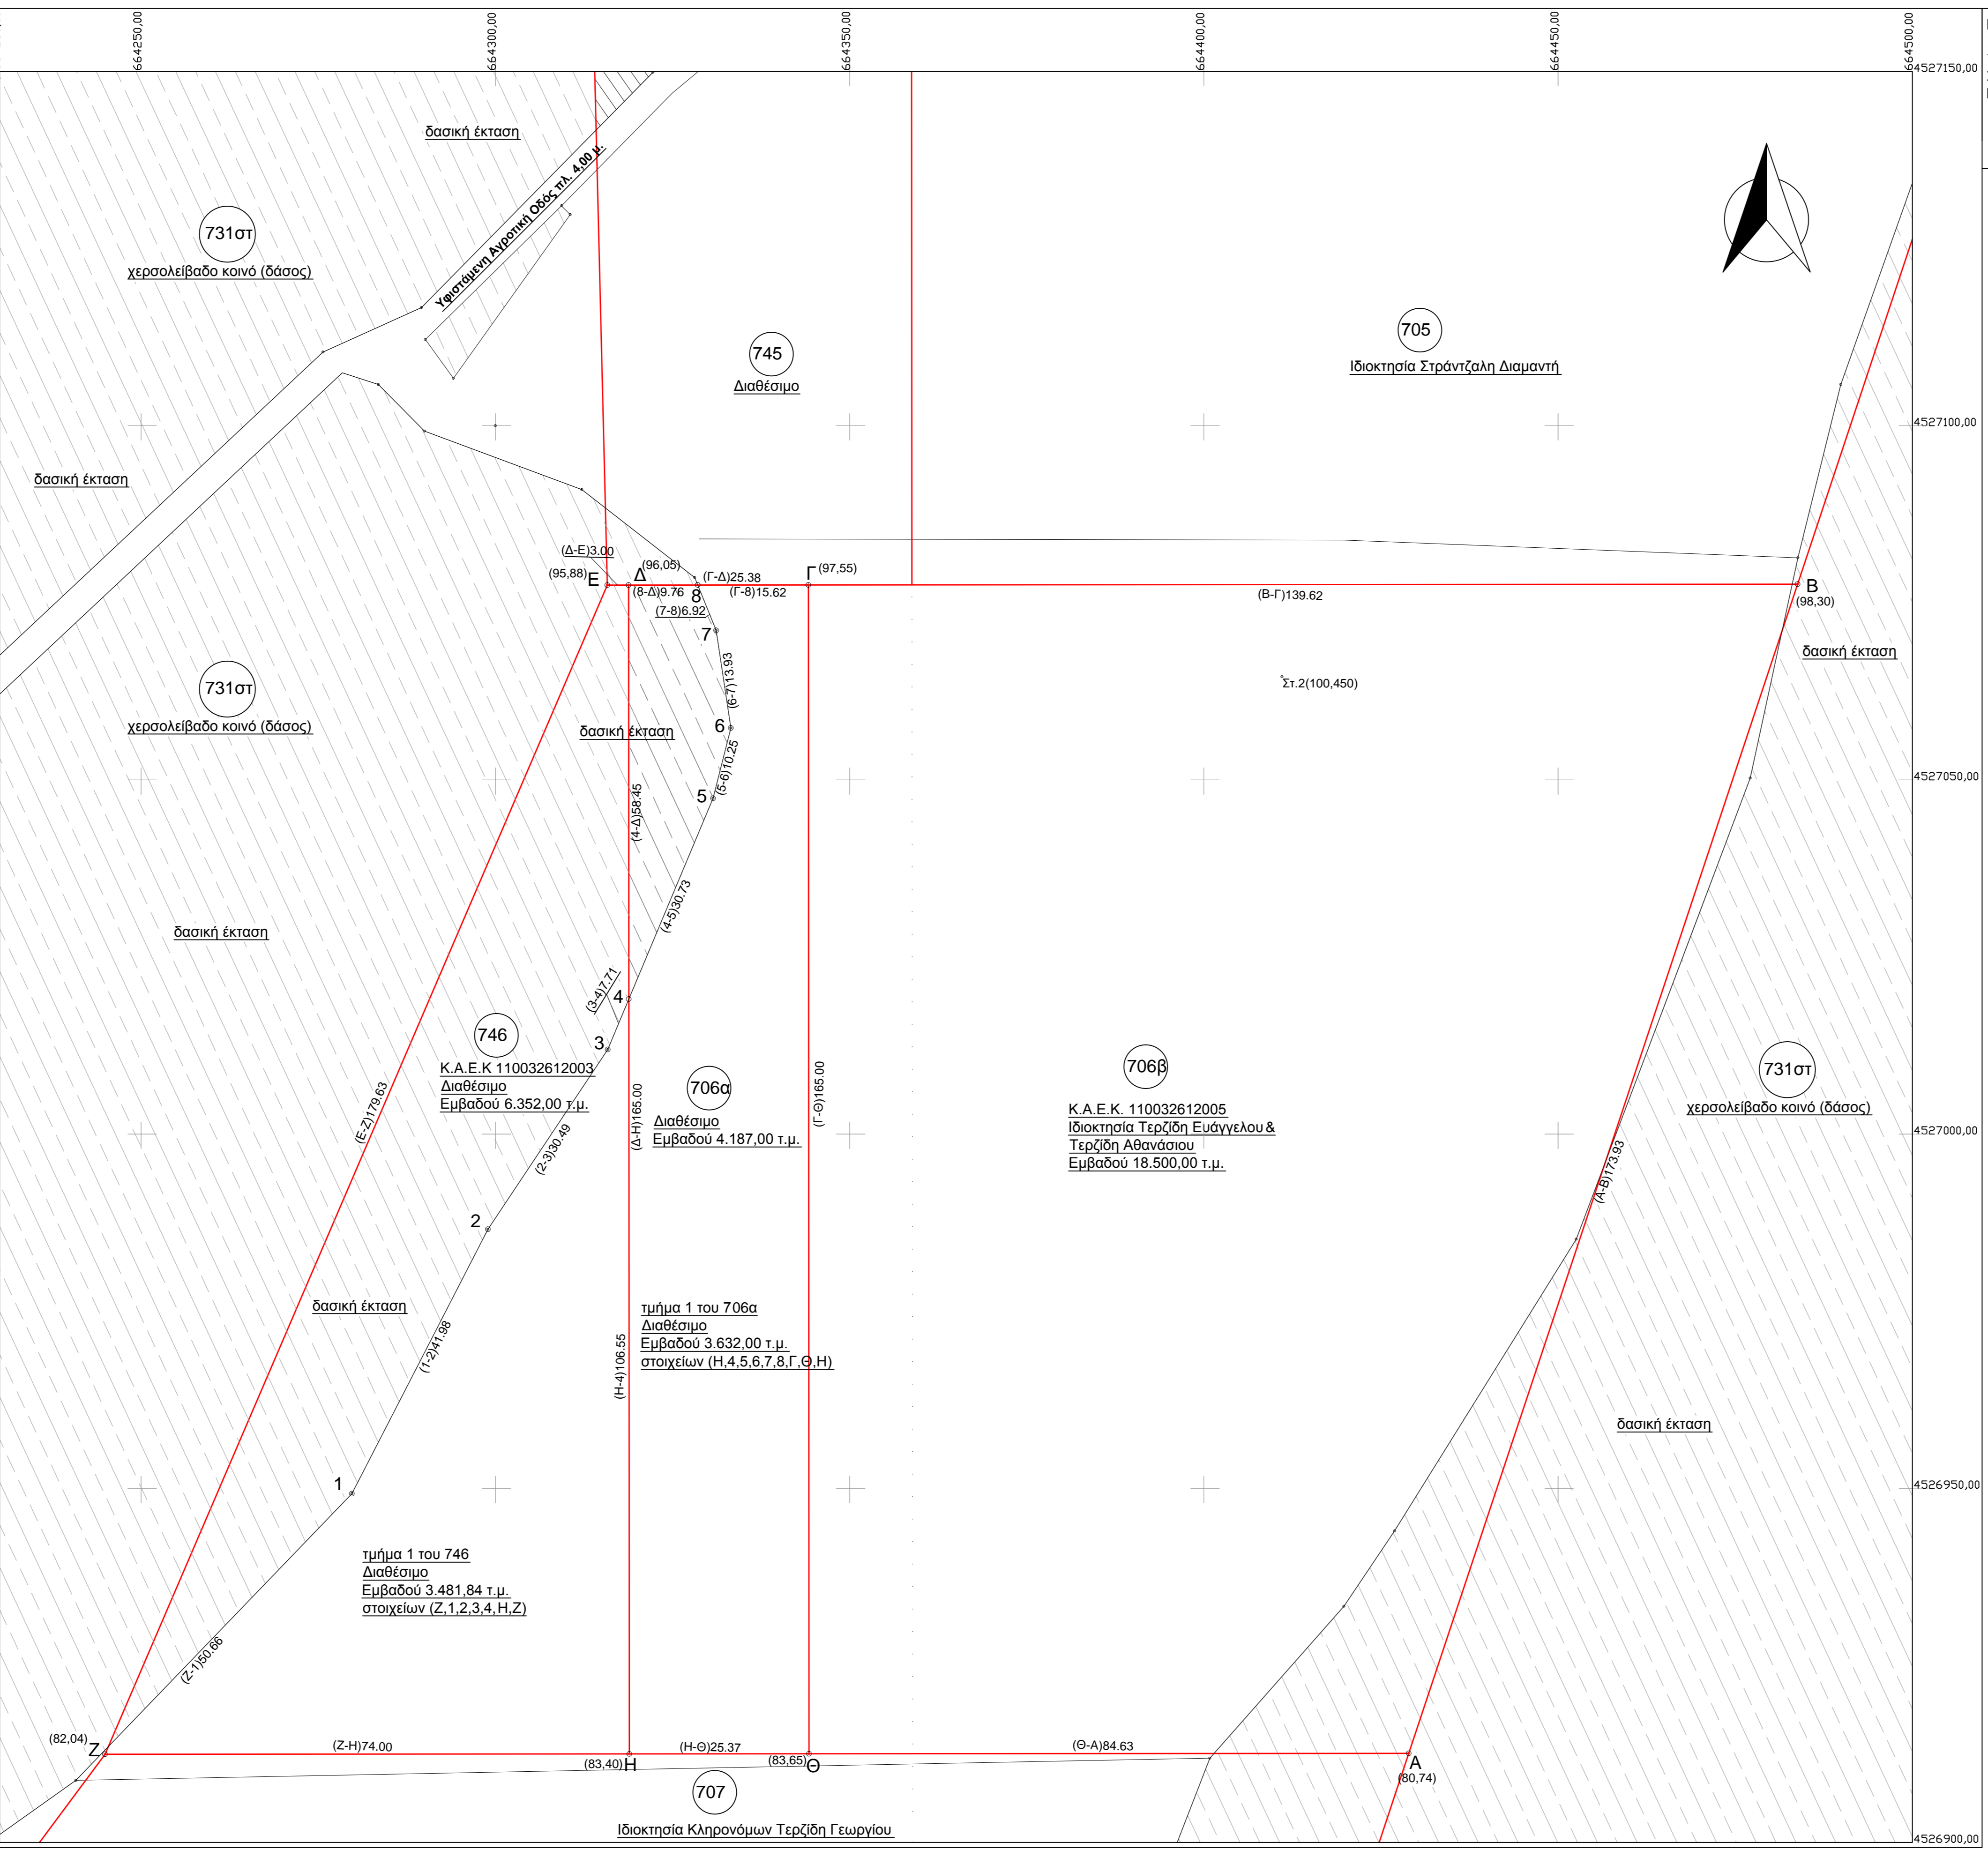 664250,00
664300,00
664350,00
664400,00
664450,00
664500,00
4527150,00
δασική έκταση
Υφιστάμενη Αγροτική Οδός πλ. 4,00 μ.
731στ
χερσολείβαδο κοινό (δάσος)
705
Ιδιοκτησία Στράντζαλη Διαμαντή
745
Διαθέσιμο
4527100,00
δασική έκταση
(Δ-Ε)3.00
(96,05)
(95,88)
Ε
Δ
(Γ-Δ)25.38
Γ
(97,55)
(8-Δ)9.76
8
(Γ-8)15.62
(Β-Γ)139.62
Β
(98,30)
(7-8)6.92
7
δασική έκταση
(6-7)13.93
Στ.2(100,450)
731στ
χερσολείβαδο κοινό (δάσος)
6
δασική έκταση
(5-6)10.25
5
4527050,00
(4-Δ)58.45
(4-5)30.73
δασική έκταση
(3-4)7.71
4
3
746
Κ.Α.Ε.Κ 110032612003
Διαθέσιμο
Εμβαδού 6.352,00 τ.μ.
706α
Διαθέσιμο
Εμβαδού 4.187,00 τ.μ.
706β
Κ.Α.Ε.Κ. 110032612005
Ιδιοκτησία Τερζίδη Ευάγγελου &
Τερζίδη Αθανάσιου
Εμβαδού 18.500,00 τ.μ.
731στ
χερσολείβαδο κοινό (δάσος)
(Ε-Ζ)179.63
(Δ-Η)165.00
(Γ-Θ)165.00
4527000,00
(2-3)30.49
(Α-Β)173.93
2
δασική έκταση
(1-2)41.98
(Η-4)106.55
τμήμα 1 του 706α
Διαθέσιμο
Εμβαδού 3.632,00 τ.μ.
στοιχείων (Η,4,5,6,7,8,Γ,Θ,Η)
δασική έκταση
1
4526950,00
τμήμα 1 του 746
Διαθέσιμο
Εμβαδού 3.481,84 τ.μ.
στοιχείων (Ζ,1,2,3,4,Η,Ζ)
(Ζ-1)50.66
(82,04)
Ζ
(Ζ-Η)74.00
(Η-Θ)25.37
(Θ-Α)84.63
(83,40)
Η
(83,65)
Θ
Α
(80,74)
707
Ιδιοκτησία Κληρονόμων Τερζίδη Γεωργίου
4526900,00